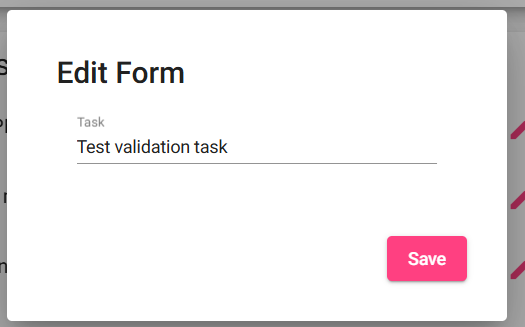 Edit Form
Task
Test validation task
Save